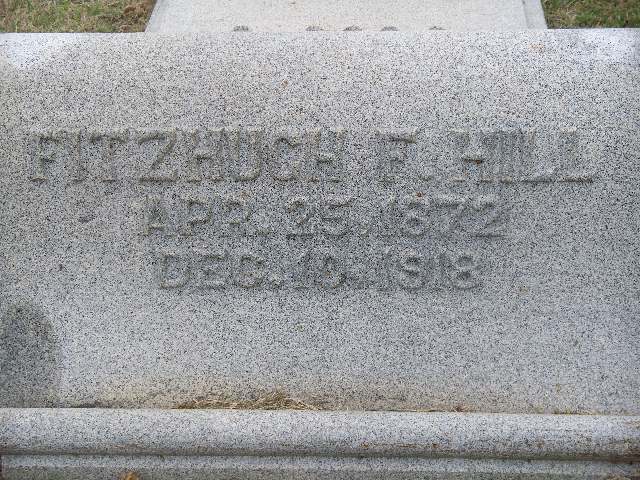 FITZHUGH F. HILL
APR. 25, 1872
DEC. 10, 1918